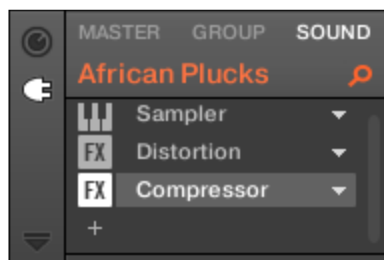 MASTER GROUP SOUND
African Plucks
Sampler
FX Distortion
FX Compressor
+